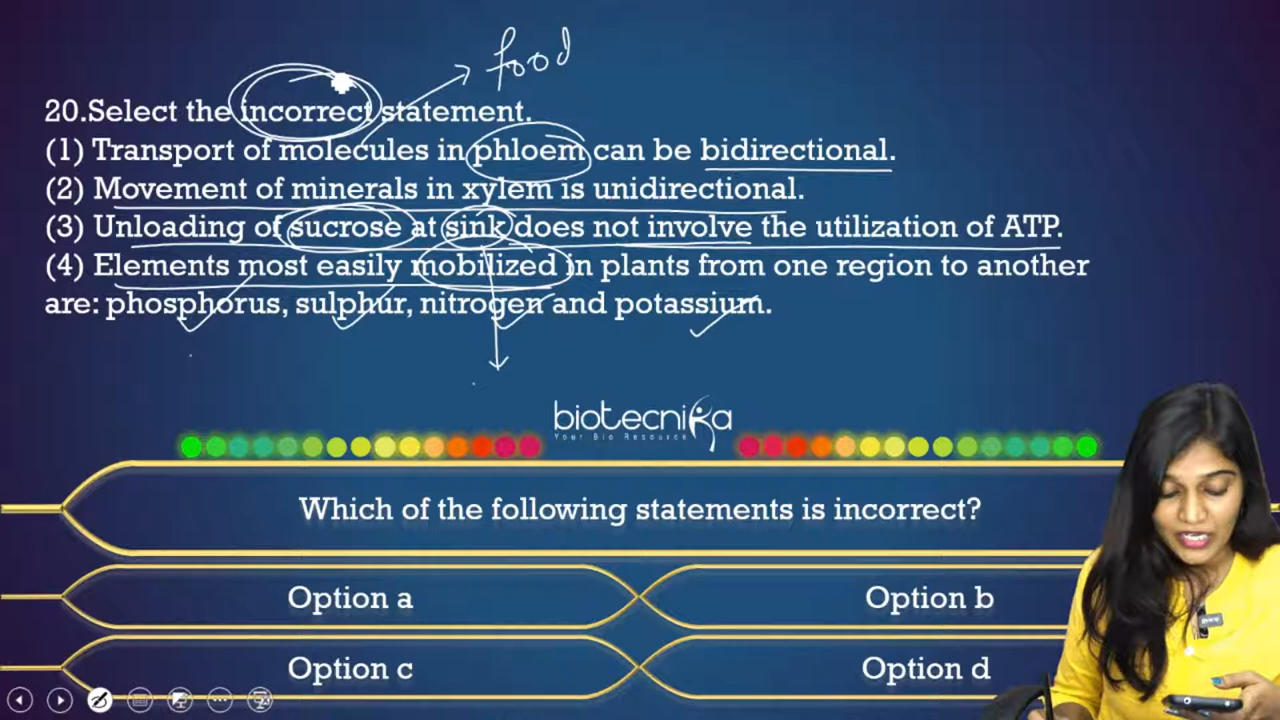 food
20.Select the incorrect statement.
(1) Transport of molecules in phloem can be bidirectional.
(2) Movement of minerals in xylem is unidirectional.
(3) Unloading of sucrose at sink does not involve the utilization of ATP.
(4) Elements most easily mobilized in plants from one region to another
are: phosphorus, sulphur, nitrogen and potassium.
biotecnika
Your Bio Resource
Which of the following statements is incorrect?
Option a
Option b
Option c
Option d